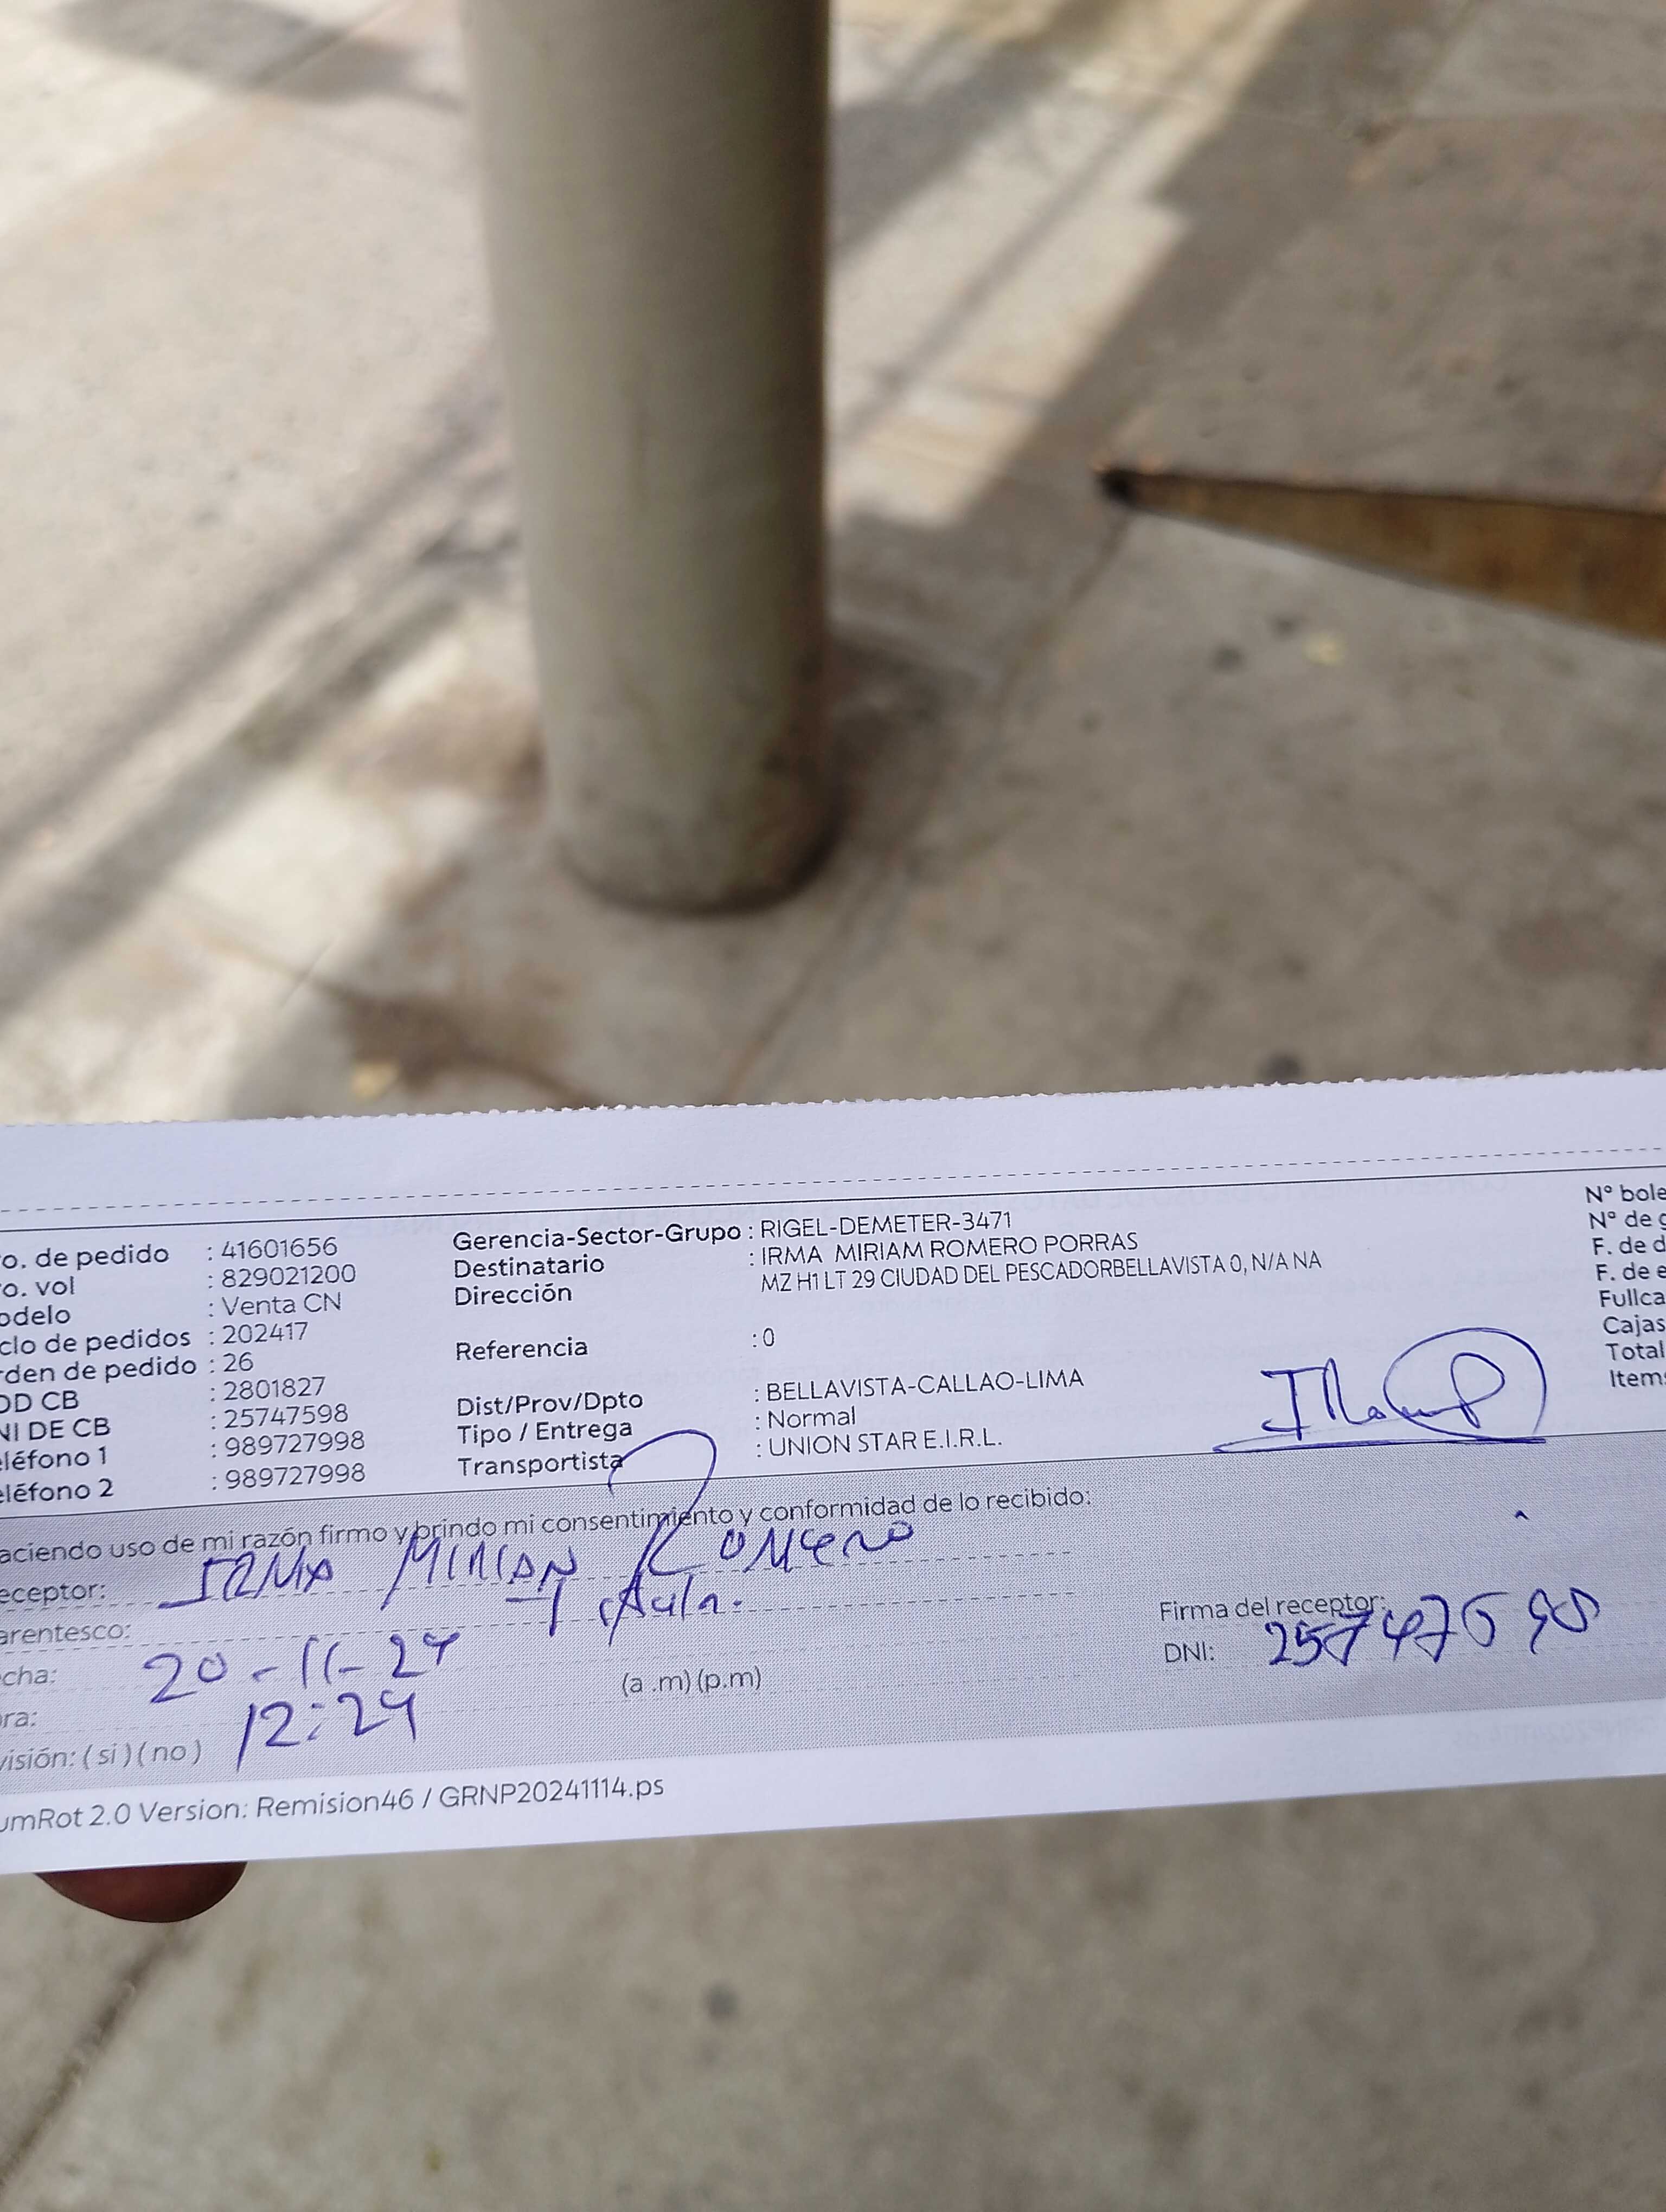 o. de pedido : 41601656
o. vol : 829021200
odelo : Venta CN
clo de pedidos : 202417
rden de pedido : 26
OD CB : 2801827
NI DE CB : 25747598
eléfono 1 : 989727998
eléfono 2 : 989727998
Gerencia-Sector-Grupo : RIGEL-DEMETER-3471
Destinatario : IRMA MIRIAM ROMERO PORRAS
Dirección MZ H1 LT 29 CIUDAD DEL PESCADORBELLAVISTA 0, N/A NA
Referencia : 0
Dist/Prov/Dpto : BELLAVISTA-CALLAO-LIMA
Tipo / Entrega : Normal
Transportista : UNION STAR E.I.R.L.
N° bole
N° de g
F. de d
F. de e
Fullca
Cajas
Total
Item
aciendo uso de mi razón firmo y brindo mi consentimiento y conformidad de lo recibido:
eceptor: IRMA MIRIAN ROMERO
arentesco:
cha: 20-11-24
ra: 12:24 (a .m) (p.m)
visión: ( si ) ( no )
Firma del receptor:
DNI:
umRot 2.0 Version: Remision46 / GRNP20241114.ps